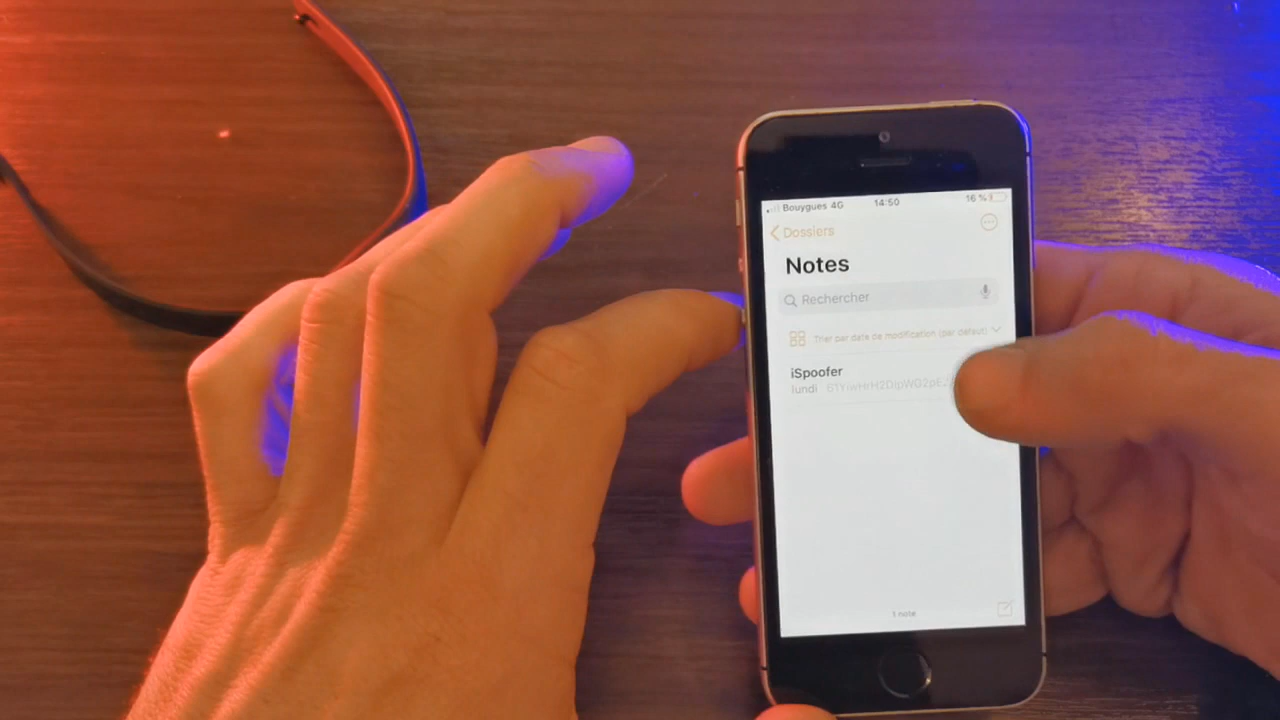 Bouygues 4G 14:50 16 %
Dossiers
Notes
Rechercher
Trier par date de modification (par défaut)
iSpoofer
lundi
1 note